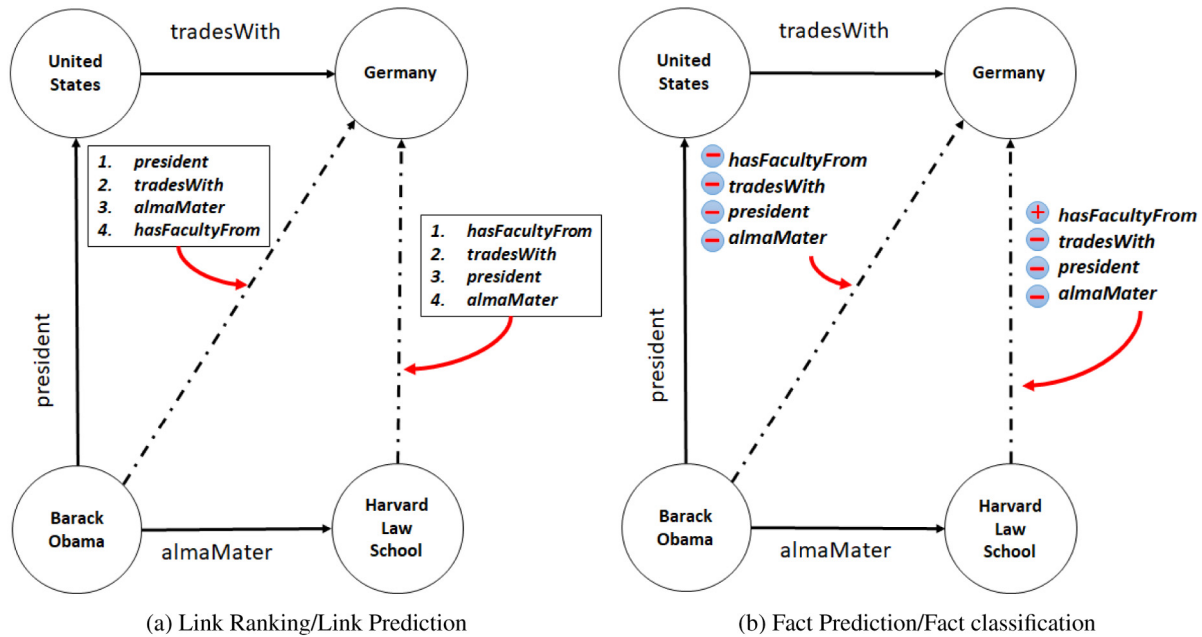 tradesWith
United
States
Germany
1. president
2. tradesWith
3. almaMater
4. hasFacultyFrom
1. hasFacultyFrom
2. tradesWith
3. president
4. almaMater
president
Barack
Obama
almaMater
Harvard
Law
School
(a) Link Ranking/Link Prediction
tradesWith
United
States
Germany
− hasFacultyFrom
− tradesWith
− president
− almaMater
+ hasFacultyFrom
− tradesWith
− president
− almaMater
president
Barack
Obama
almaMater
Harvard
Law
School
(b) Fact Prediction/Fact classification